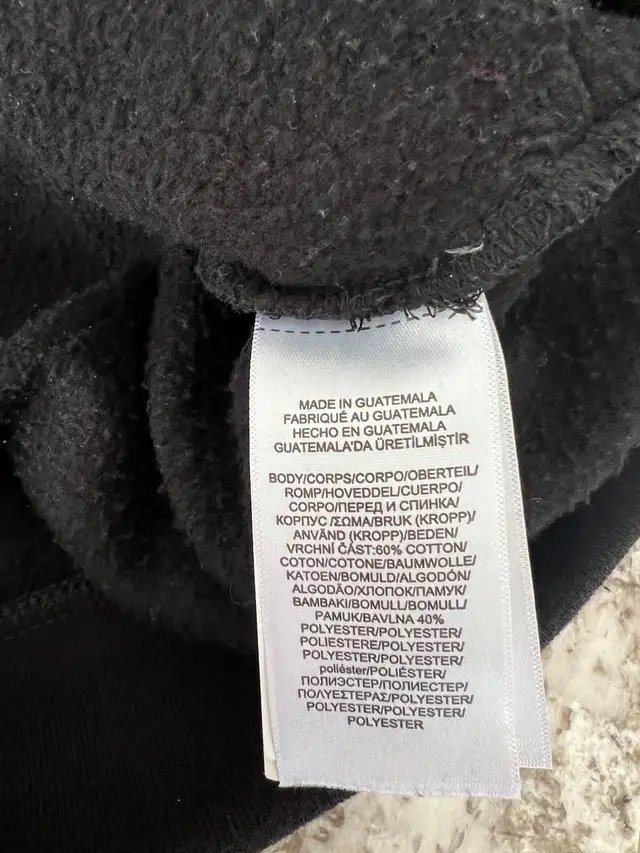 MADE IN GUATEMALA
FABRIQUÉ AU GUATEMALA
HECHO EN GUATEMALA
GUATEMALA'DA ÜRETİLMİŞTİR
BODY/CORPS/CORPO/OBERTEIL/
ROMP/HOVEDDEL/CUERPO/
CORPO/ПЕРЕД И СПИНКА/
КОРПУС /ΣΩΜΑ/BRUK (KROPP)/
ANVÄND (KROPP)/BEDEN/
VRCHNÍ ČÁST:60% COTTON/
COTON/COTONE/BAUMWOLLE/
KATOEN/BOMULD/ALGODÓN/
ALGODÃO/ХЛОПОК/ПАМУК/
ΒΑΜΒΑΚΙ/BOMULL/BOMULL/
PAMUK/BAVLNA 40%
POLYESTER/POLYESTER/
POLIESTERE/POLYESTER/
POLYESTER/POLYESTER/
poliéster/POLIÉSTER/
ПОЛИЭСТЕР/ПОЛИЕСТЕР/
ΠΟΛΥΕΣΤΕΡΑΣ/POLYESTER/
POLYESTER/POLYESTER/
POLYESTER